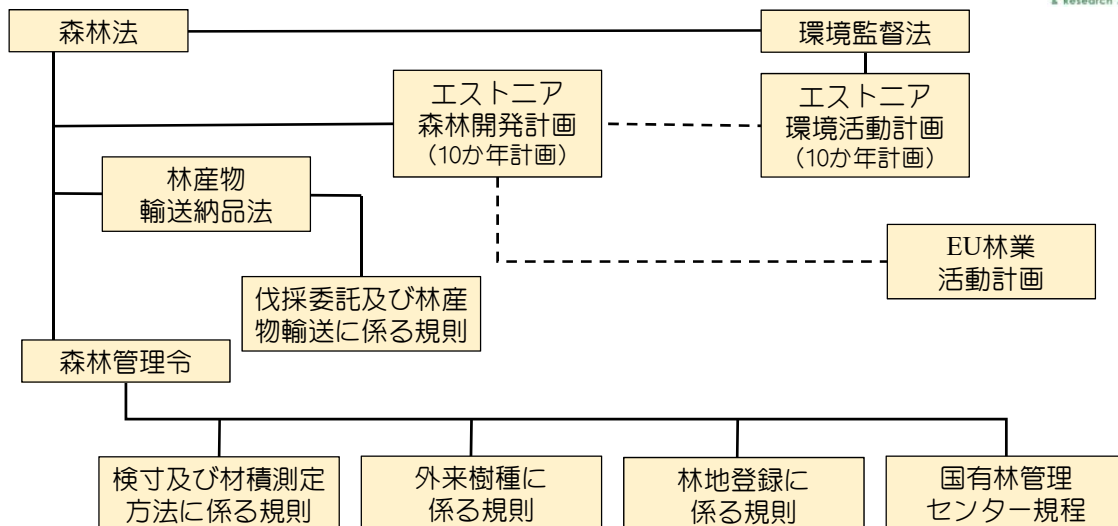 & Research
森林法
環境監督法
エストニア
森林開発計画
（10か年計画）
エストニア
環境活動計画
（10か年計画）
林産物
輸送納品法
EU林業
活動計画
伐採委託及び林産
物輸送に係る規則
森林管理令
検寸及び材積測定
方法に係る規則
外来樹種に
係る規則
林地登録に
係る規則
国有林管理
センター規程